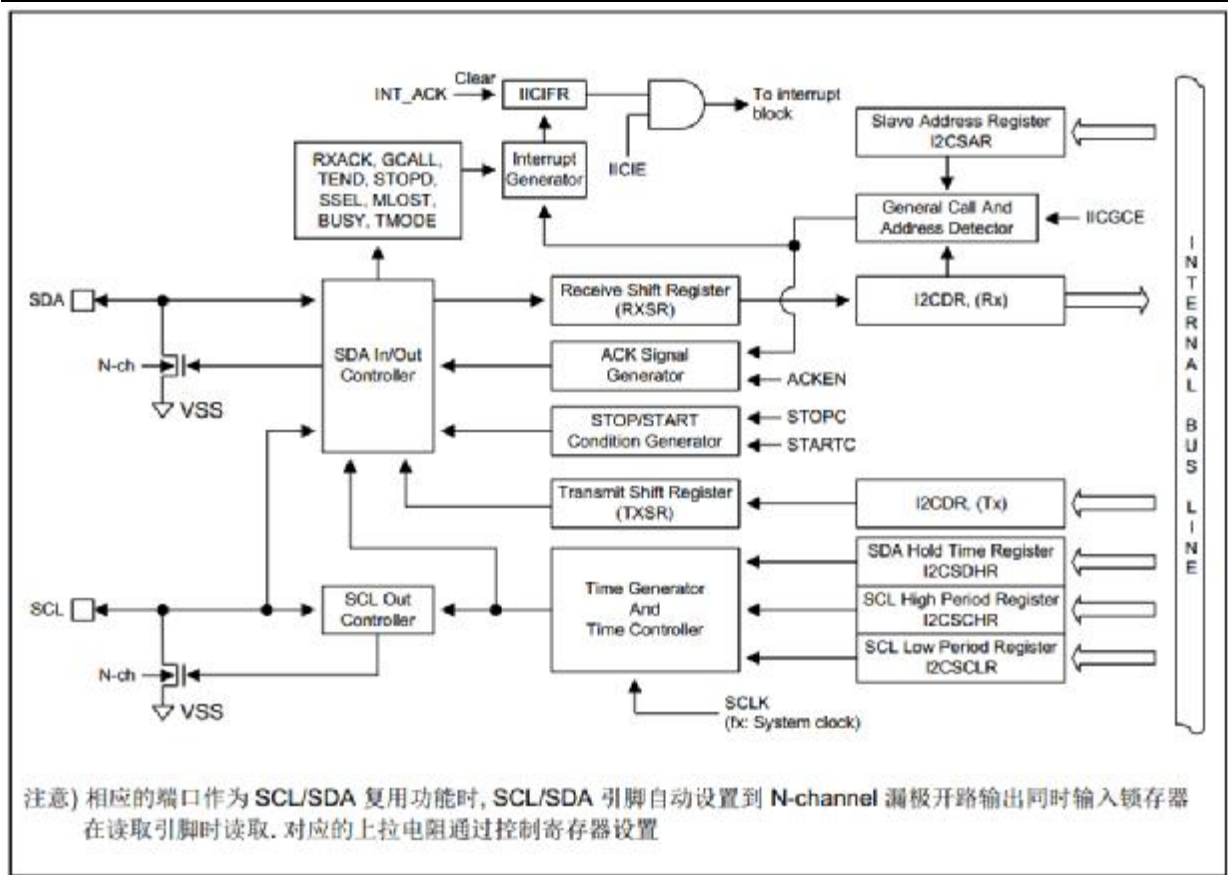 Clear
INT_ACK
IICIFR
To interrupt
block
IICIE
Slave Address Register
I2CSAR
RXACK, GCALL,
TEND, STOPD,
SSEL, MLOST,
BUSY, TMODE
Interrupt
Generator
General Call And
Address Detector
IICGCE
SDA
Receive Shift Register
(RXSR)
I2CDR, (Rx)
N-ch
VSS
SDA In/Out
Controller
ACK Signal
Generator
ACKEN
STOP/START
Condition Generator
STOPC
STARTC
Transmit Shift Register
(TXSR)
I2CDR, (Tx)
SDA Hold Time Register
I2CSDHR
SCL High Period Register
I2CSCHR
SCL Low Period Register
I2CSCLR
SCL
SCL Out
Controller
Time Generator
And
Time Controller
N-ch
VSS
SCLK
(fx: System clock)
INTERNAL BUS LINE
注意) 相应的端口作为 SCL/SDA 复用功能时, SCL/SDA 引脚自动设置到 N-channel 漏极开路输出同时输入锁存器
在读取引脚时读取. 对应的上拉电阻通过控制寄存器设置